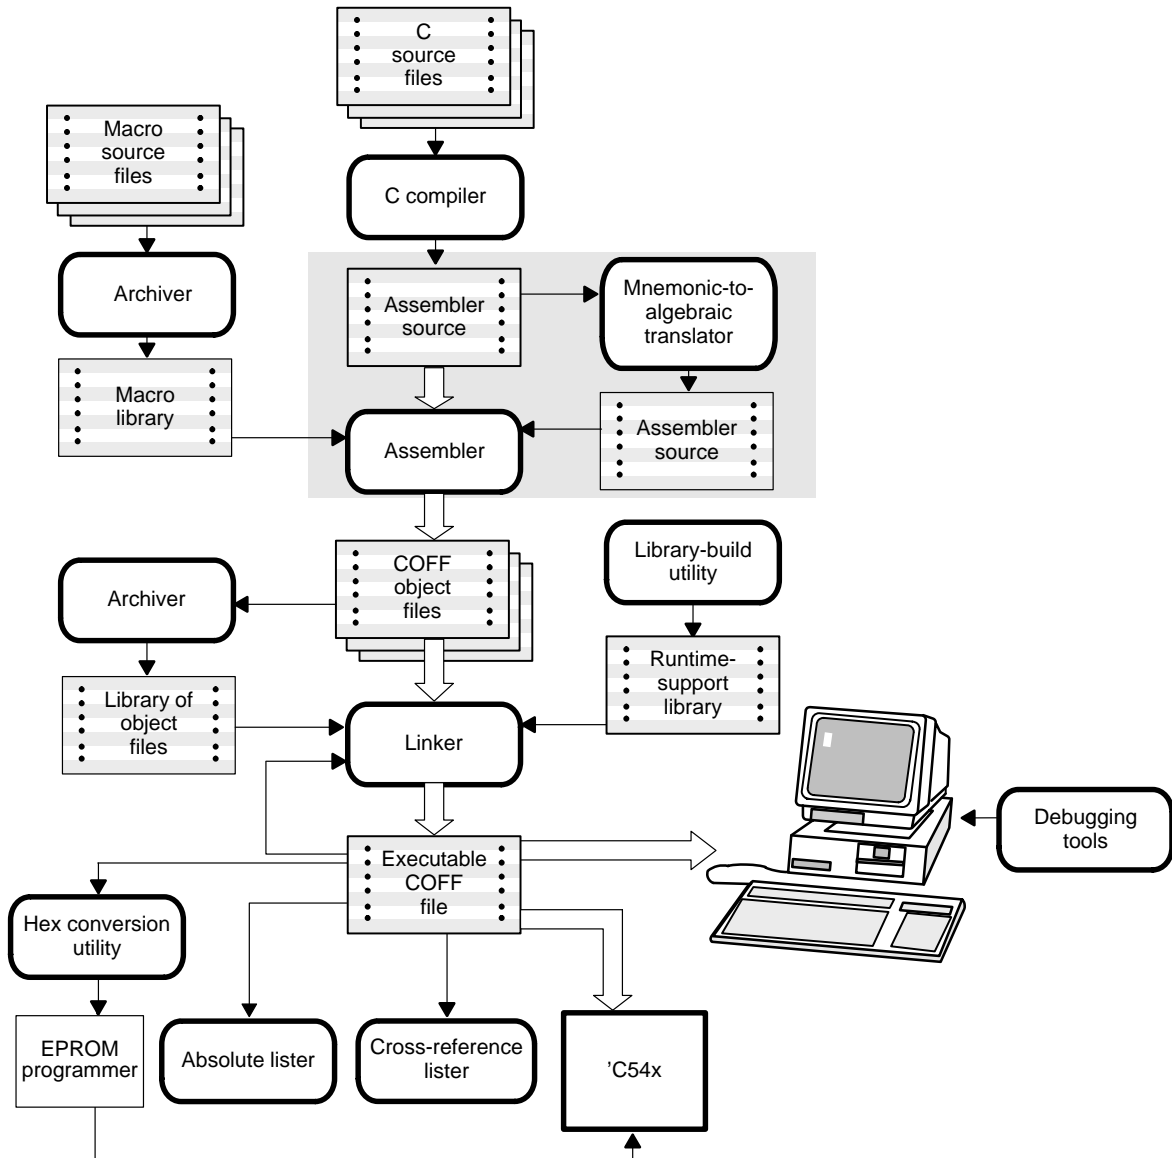 C
source
files
Macro
source
files
C compiler
Archiver
Assembler
source
Mnemonic-to-
algebraic
translator
Macro
library
Assembler
Assembler
source
Library-build
utility
COFF
object
files
Archiver
Runtime-
support
library
Library of
object
files
Linker
Debugging
tools
Executable
COFF
file
Hex conversion
utility
EPROM
programmer
Absolute lister
Cross-reference
lister
’C54x